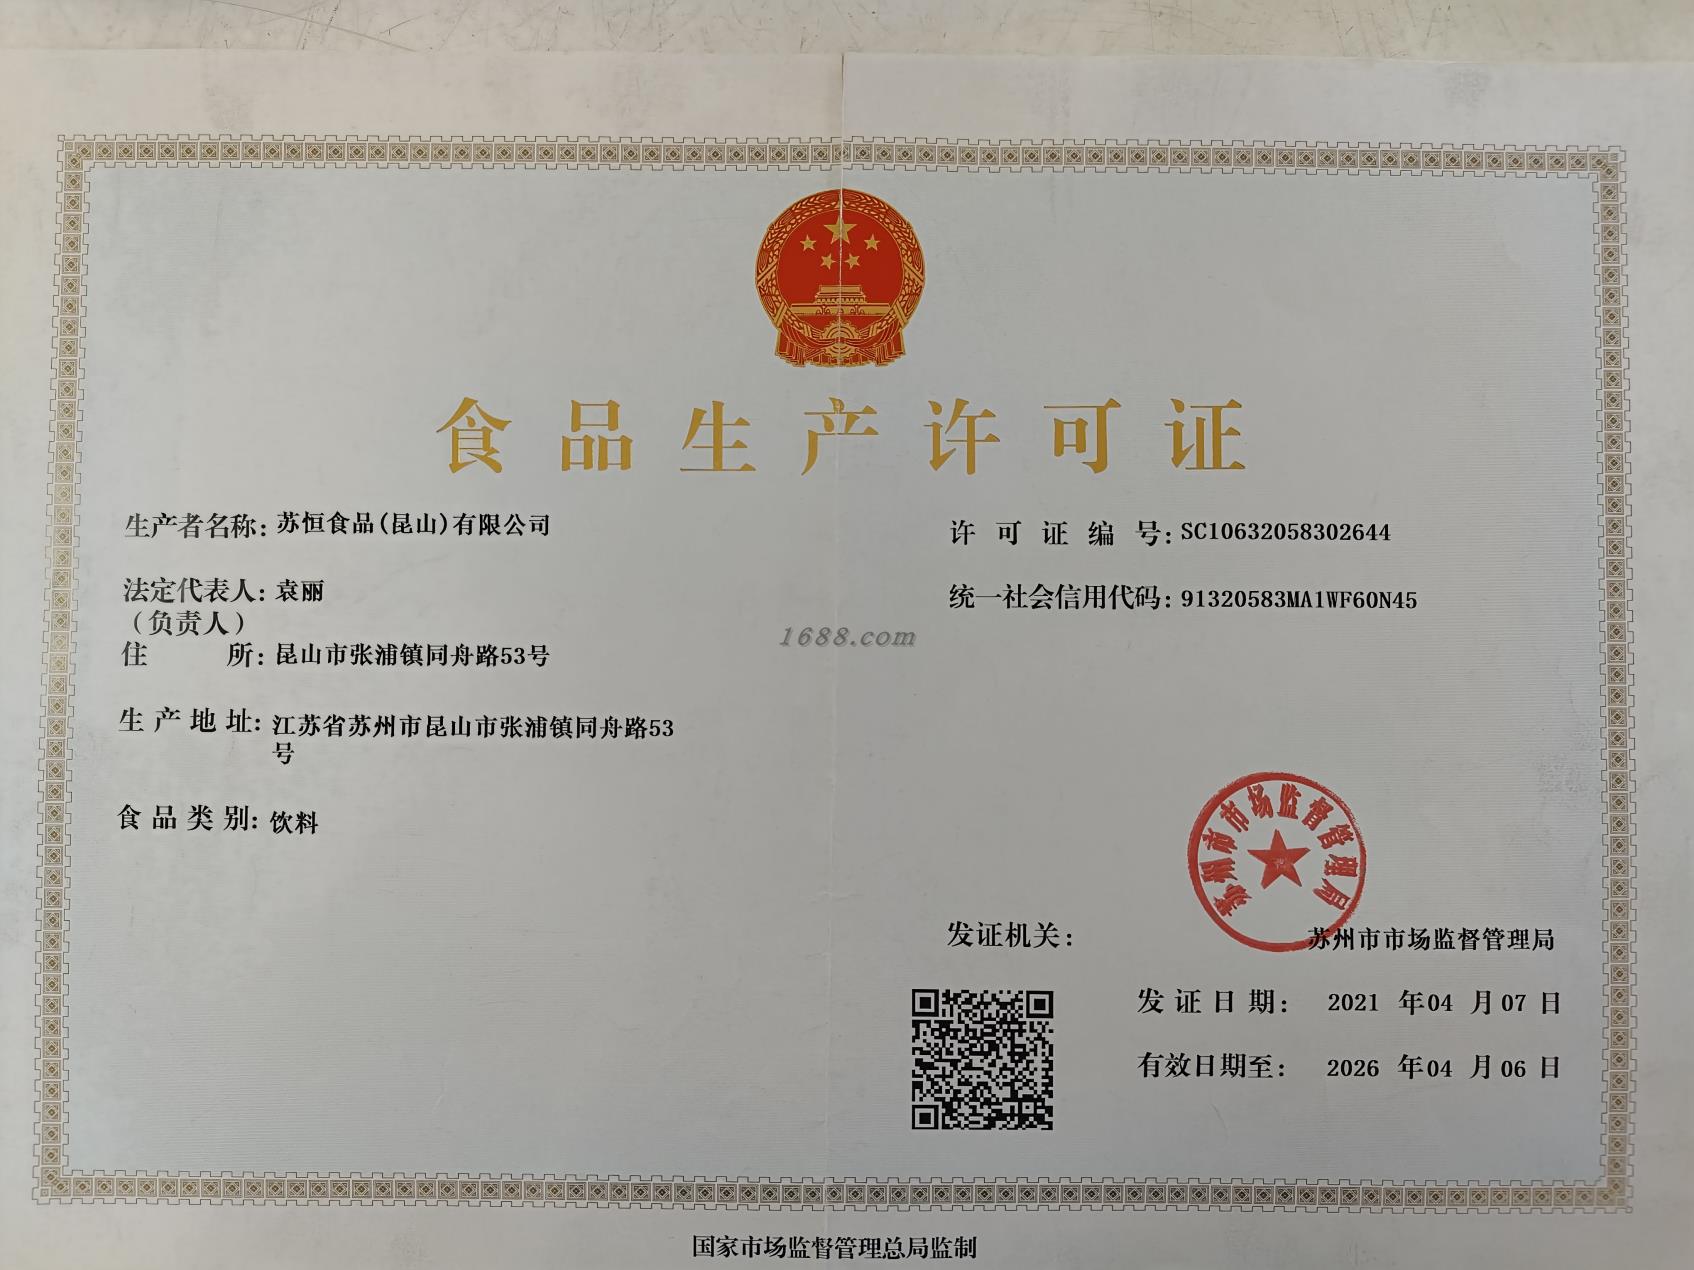 食品生产许可证
生产者名称: 苏恒食品(昆山)有限公司
法定代表人: 袁丽
(负责人)
住 所: 昆山市张浦镇同舟路53号
生产地址: 江苏省苏州市昆山市张浦镇同舟路53
号
食品类别: 饮料
许可证编号: SC10632058302644
统一社会信用代码: 91320583MA1WF60N45
1688.com
苏州市市场监督管理局
发证机关: 苏州市市场监督管理局
发证日期: 2021 年04 月07 日
有效日期至: 2026 年04 月06 日
国家市场监督管理总局监制